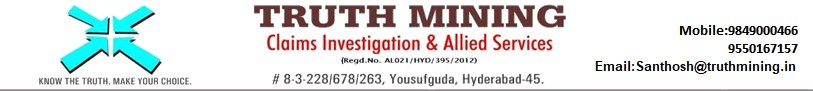 TRUTH MINING
Claims Investigation & Allied Services
(Regd.No. AL021/HYD/395/2012)
# 8-3-228/678/263, Yousufguda, Hyderabad-45.
KNOW THE TRUTH. MAKE YOUR CHOICE.
Mobile:9849000466
9550167157
Email:Santhosh@truthmining.in